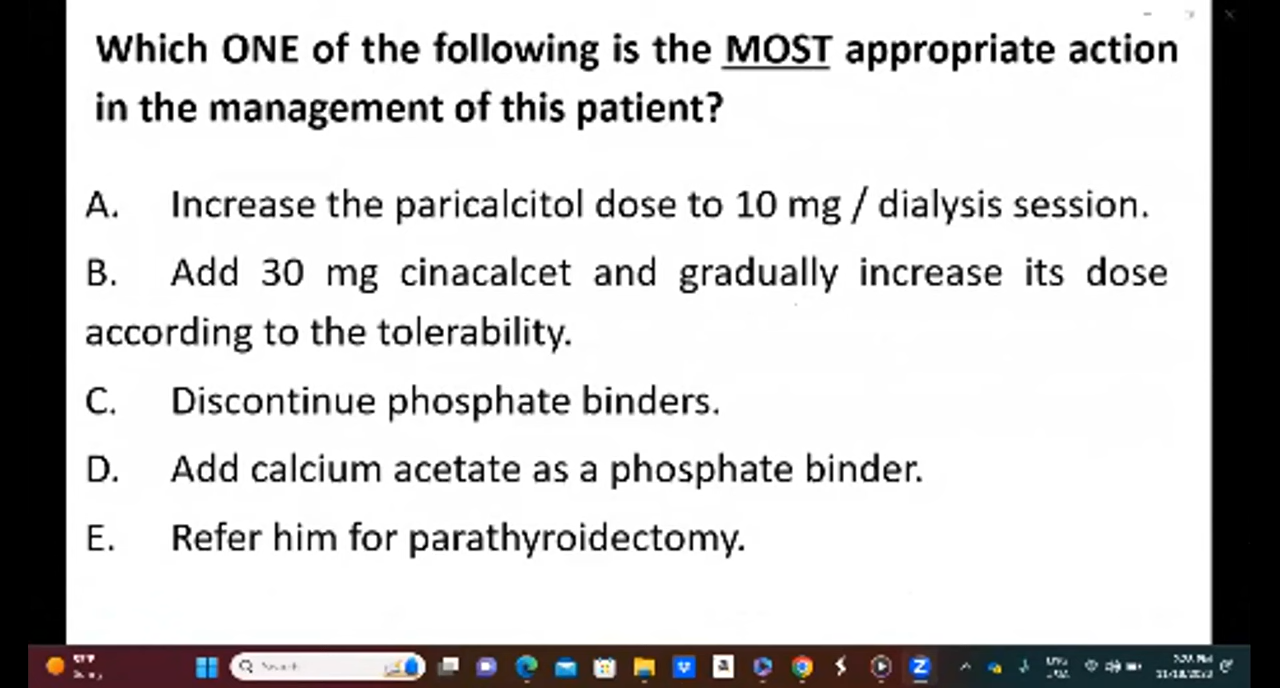 Which ONE of the following is the MOST appropriate action
in the management of this patient?
A. Increase the paricalcitol dose to 10 mg / dialysis session.
B. Add 30 mg cinacalcet and gradually increase its dose
according to the tolerability.
C. Discontinue phosphate binders.
D. Add calcium acetate as a phosphate binder.
E. Refer him for parathyroidectomy.
Search